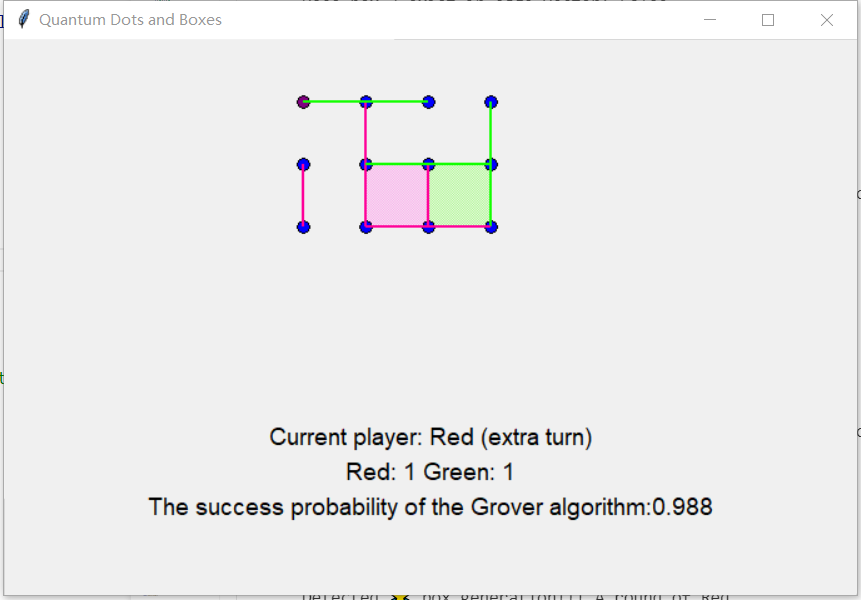 Quantum Dots and Boxes
Current player: Red (extra turn)
Red: 1 Green: 1
The success probability of the Grover algorithm:0.988